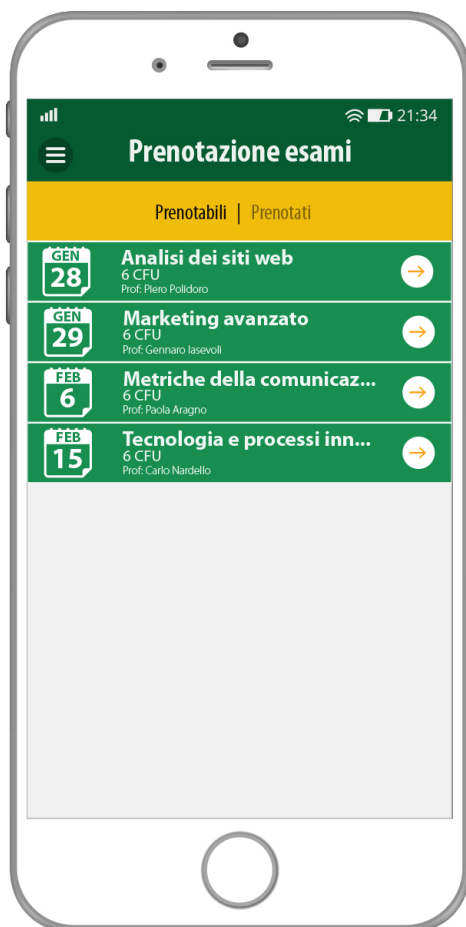 21:34
Prenotazione esami
Prenotabili | Prenotati
GEN
28
Analisi dei siti web
6 CFU
Prof: Piero Polidoro
GEN
29
Marketing avanzato
6 CFU
Prof: Gennaro Iasevoli
FEB
6
Metriche della comunicaz...
6 CFU
Prof: Paola Aragno
FEB
15
Tecnologia e processi inn...
6 CFU
Prof: Carlo Nardello